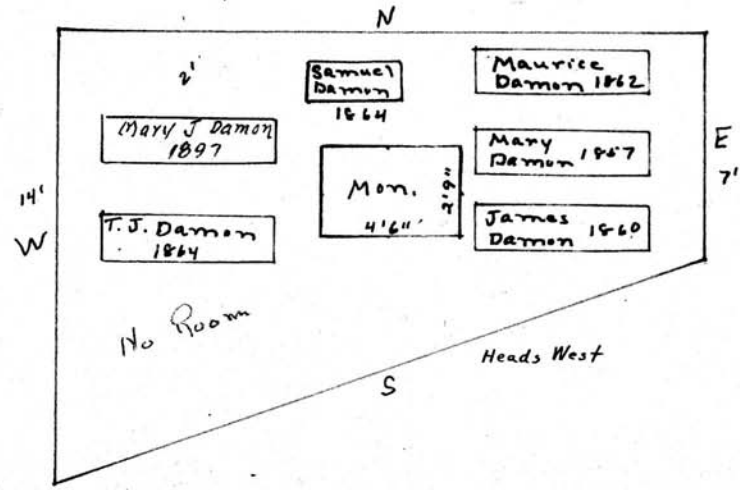 N
2'
Samuel
Damon
1864
Maurice
Damon 1862
Mary J Damon
1897
Mary
Damon 1857
E
7'
14'
W
Mon.
4'6"
2'9"
T. J. Damon
1864
James
Damon 1860
No Room
Heads West
S